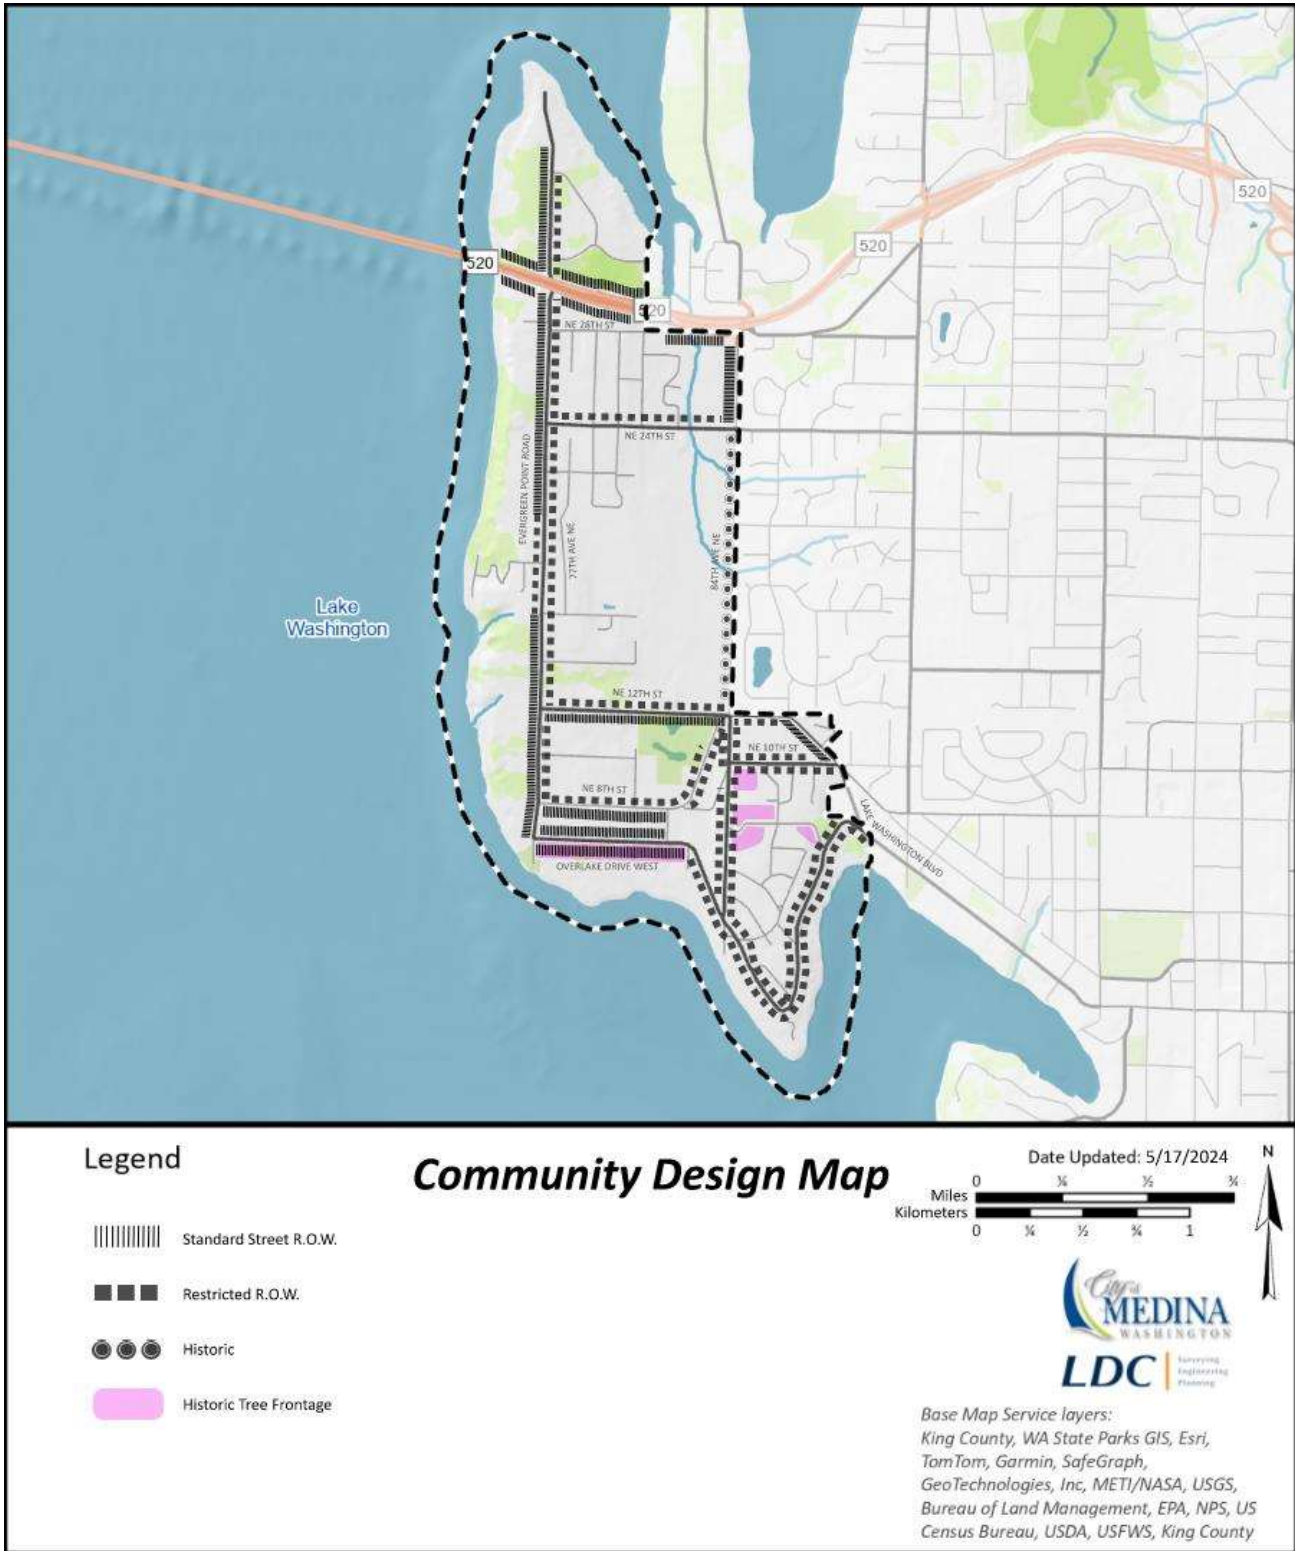 520
520
520
520
NE 28TH ST
NE 24TH ST
EVERGREEN POINT ROAD
77TH AVE NE
84TH AVE NE
Lake
Washington
NE 12TH ST
NE 10TH ST
NE 8TH ST
LAKE WASHINGTON BLVD
OVERLAKE DRIVE WEST
Legend
Standard Street R.O.W.
Restricted R.O.W.
Historic
Historic Tree Frontage
Community Design Map
Date Updated: 5/17/2024
N
0 ¼ ½ ¾
Miles
Kilometers
0 ¼ ½ ¾ 1
City of
MEDINA
WASHINGTON
LDC
Surveying
Engineering
Planning
Base Map Service layers:
King County, WA State Parks GIS, Esri,
TomTom, Garmin, SafeGraph,
GeoTechnologies, Inc, METI/NASA, USGS,
Bureau of Land Management, EPA, NPS, US
Census Bureau, USDA, USFWS, King County